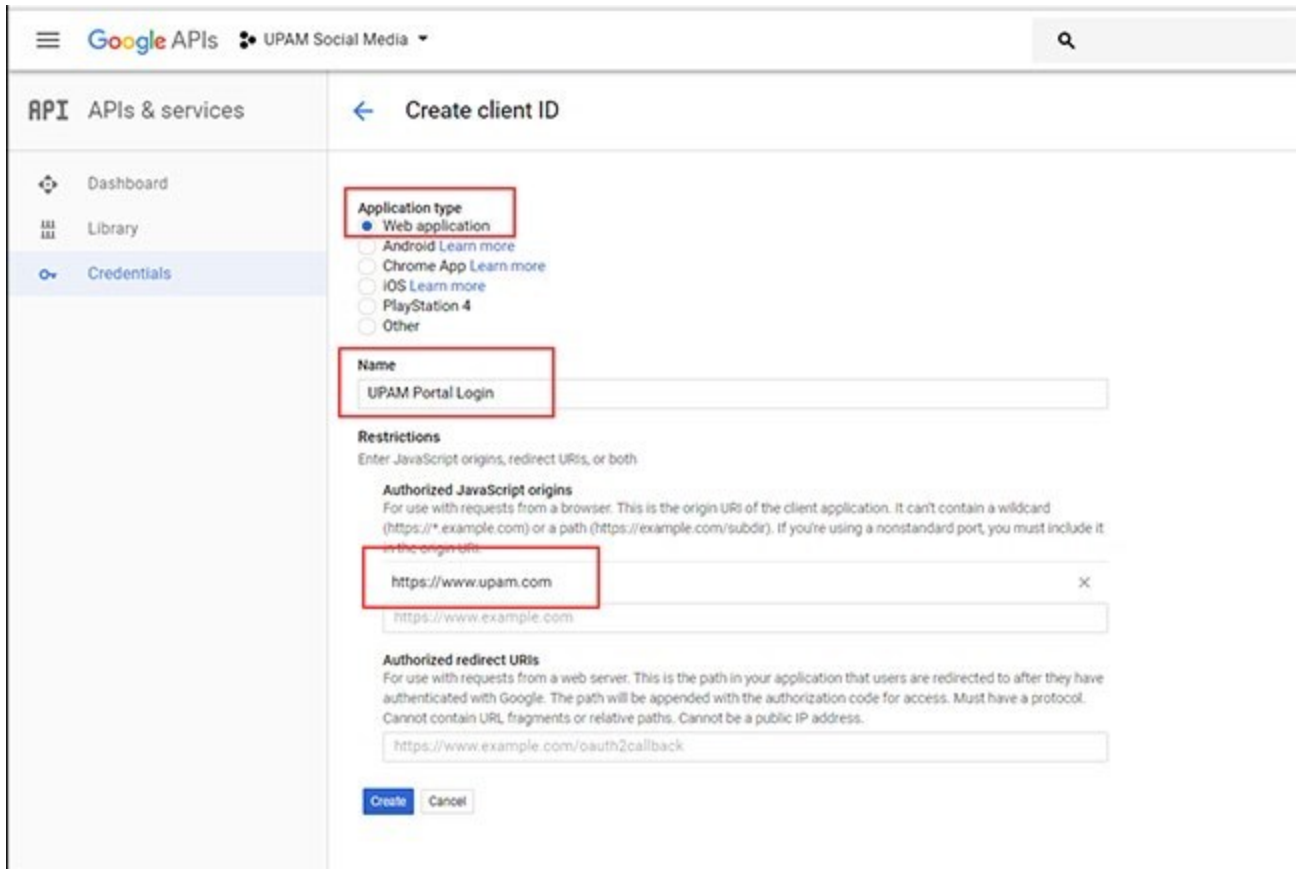 Google APIs UPAM Social Media
API APIs & services
Create client ID
Dashboard
Library
Credentials
Application type
Web application
Android Learn more
Chrome App Learn more
iOS Learn more
PlayStation 4
Other
Name
UPAM Portal Login
Restrictions
Enter JavaScript origins, redirect URIs, or both
Authorized JavaScript origins
For use with requests from a browser. This is the origin URI of the client application. It can't contain a wildcard
(https://*.example.com) or a path (https://example.com/subdir). If you're using a nonstandard port, you must include it
in the origin URI.
https://www.upam.com
https://www.example.com
Authorized redirect URIs
For use with requests from a web server. This is the path in your application that users are redirected to after they have
authenticated with Google. The path will be appended with the authorization code for access. Must have a protocol.
Cannot contain URL fragments or relative paths. Cannot be a public IP address.
https://www.example.com/oauth2callback
Create Cancel